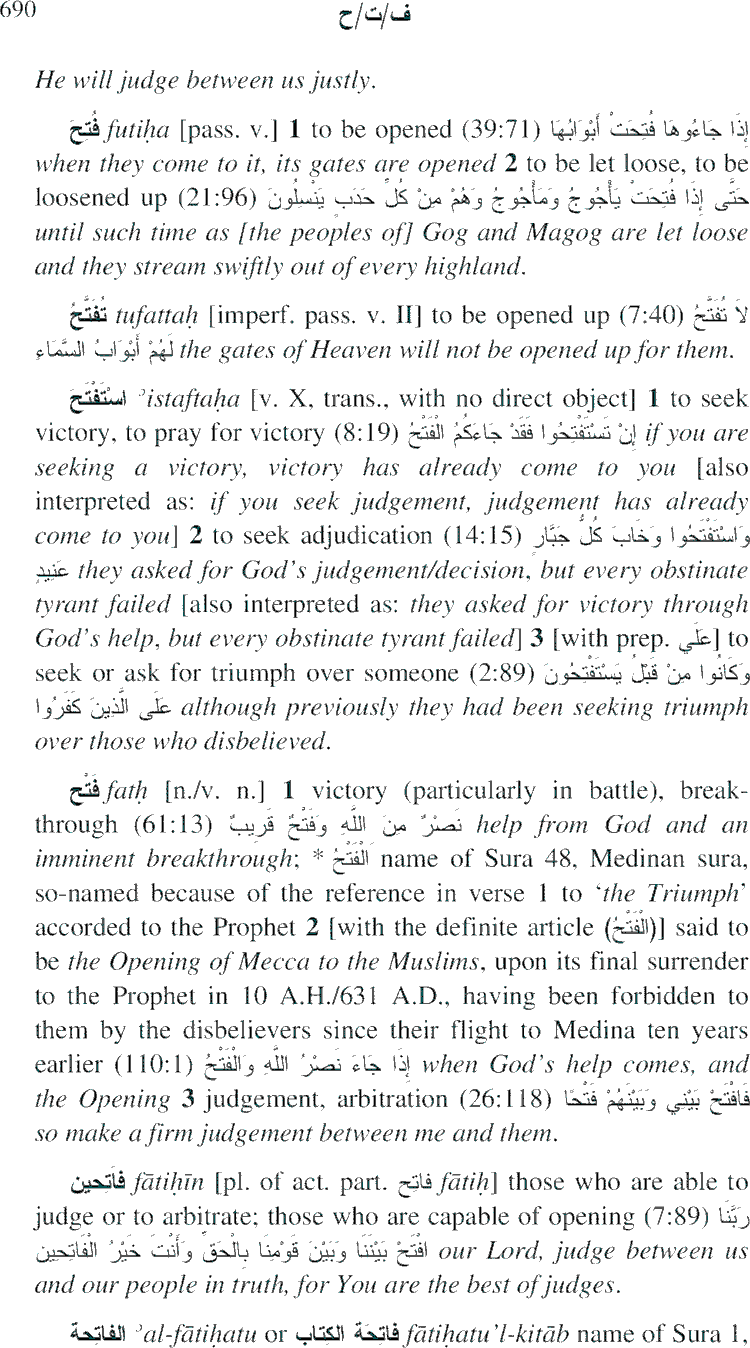 690
ف/ت/ح
He will judge between us justly.
فُتِحَ futiḥa [pass. v.] 1 to be opened (39:71) إِذَا جَاءُوهَا فُتِحَتْ أَبْوَابُهَا
when they come to it, its gates are opened 2 to be let loose, to be
loosened up (21:96) حَتَّى إِذَا فُتِحَتْ يَأْجُوجُ وَمَأْجُوجُ وَهُمْ مِنْ كُلِّ حَدَبٍ يَنْسِلُونَ
until such time as [the peoples of] Gog and Magog are let loose
and they stream swiftly out of every highland.
تُفَتَّحُ tufattaḥ [imperf. pass. v. II] to be opened up (7:40) لاَ تُفَتَّحُ
لَهُمْ أَبْوَابُ السَّمَاءِ the gates of Heaven will not be opened up for them.
اسْتَفْتَحَ ʾistaftaḥa [v. X, trans., with no direct object] 1 to seek
victory, to pray for victory (8:19) إِنْ تَسْتَفْتِحُوا فَقَدْ جَاءَكُمُ الْفَتْحُ if you are
seeking a victory, victory has already come to you [also
interpreted as: if you seek judgement, judgement has already
come to you] 2 to seek adjudication (14:15) وَاسْتَفْتَحُوا وَخَابَ كُلُّ جَبَّارٍ
عَنِيدٍ they asked for God's judgement/decision, but every obstinate
tyrant failed [also interpreted as: they asked for victory through
God's help, but every obstinate tyrant failed] 3 [with prep. عَلَى] to
seek or ask for triumph over someone (2:89) وَكَانُوا مِنْ قَبْلُ يَسْتَفْتِحُونَ
عَلَى الَّذِينَ كَفَرُوا although previously they had been seeking triumph
over those who disbelieved.
فَتْح fatḥ [n./v. n.] 1 victory (particularly in battle), break-
through (61:13) نَصْرٌ مِنَ اللَّهِ وَفَتْحٌ قَرِيبٌ help from God and an
imminent breakthrough; * الْفَتْحُ name of Sura 48, Medinan sura,
so-named because of the reference in verse 1 to ‘the Triumph’
accorded to the Prophet 2 [with the definite article (الْفَتْحُ)] said to
be the Opening of Mecca to the Muslims, upon its final surrender
to the Prophet in 10 A.H./631 A.D., having been forbidden to
them by the disbelievers since their flight to Medina ten years
earlier (110:1) إِذَا جَاءَ نَصْرُ اللَّهِ وَالْفَتْحُ when God's help comes, and
the Opening 3 judgement, arbitration (26:118) فَافْتَحْ بَيْنِي وَبَيْنَهُمْ فَتْحًا
so make a firm judgement between me and them.
فَاتِحين fātiḥīn [pl. of act. part. فَاتِح fātiḥ] those who are able to
judge or to arbitrate; those who are capable of opening (7:89) رَبَّنَا
افْتَحْ بَيْنَنَا وَبَيْنَ قَوْمِنَا بِالْحَقِّ وَأَنْتَ خَيْرُ الْفَاتِحِينَ our Lord, judge between us
and our people in truth, for You are the best of judges.
الفَاتِحة ʾal-fātiḥatu or فَاتِحَة الكِتَاب fātiḥatu’l-kitāb name of Sura 1,